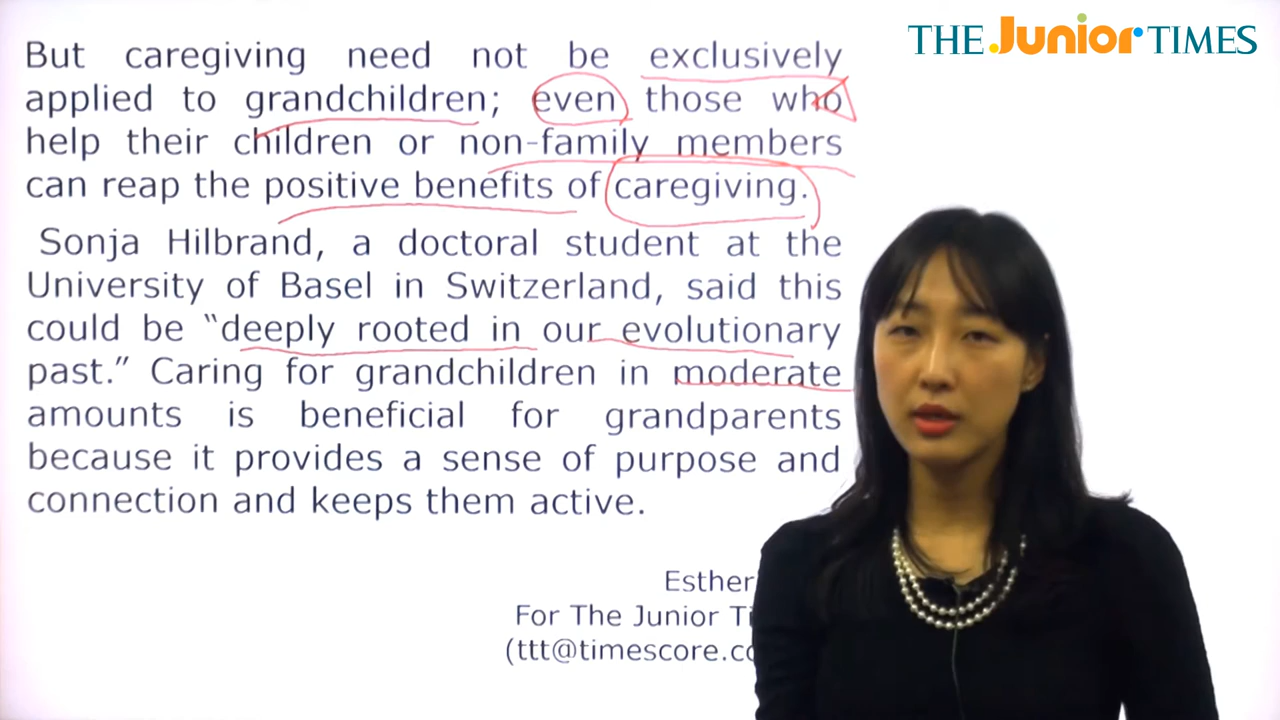 THE Junior TIMES
But caregiving need not be exclusively
applied to grandchildren; even those who
help their children or non-family members
can reap the positive benefits of caregiving.
Sonja Hilbrand, a doctoral student at the
University of Basel in Switzerland, said this
could be “deeply rooted in our evolutionary
past.” Caring for grandchildren in moderate
amounts is beneficial for grandparents
because it provides a sense of purpose and
connection and keeps them active.
Esther
For The Junior
(ttt@timescore.